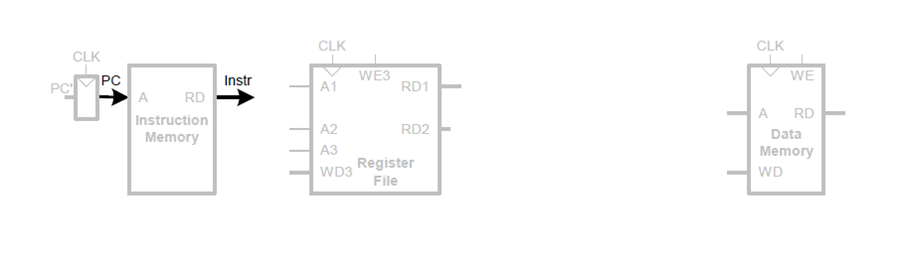 CLK
PC'
PC
A
RD
Instruction
Memory
Instr
CLK
WE3
A1
RD1
A2
RD2
A3
WD3
Register
File
CLK
WE
A
RD
Data
Memory
WD